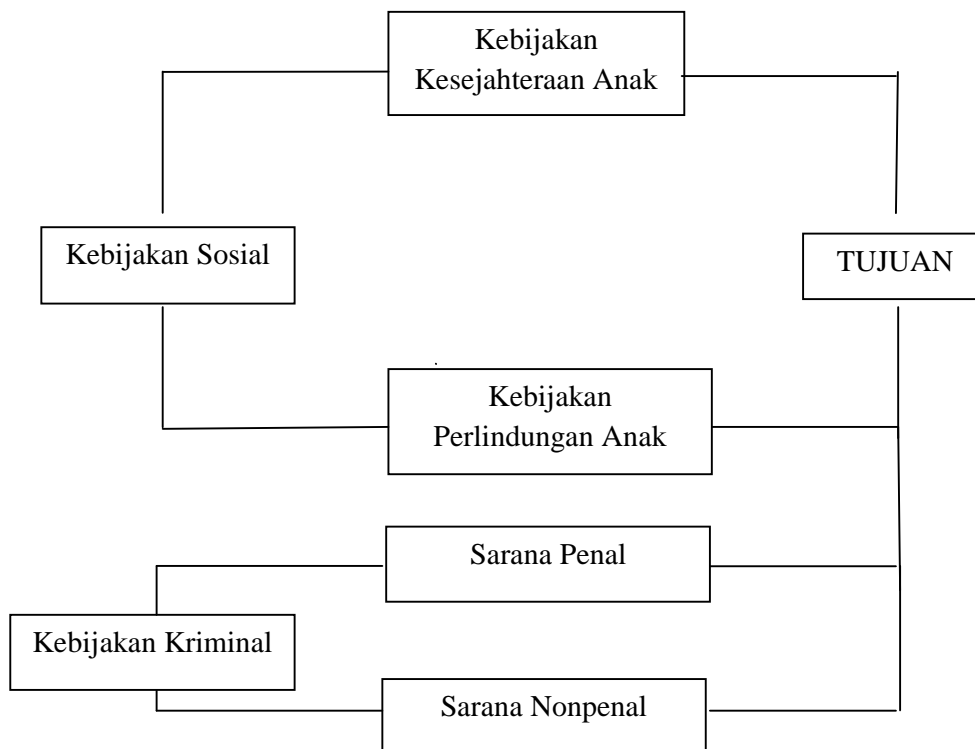 Kebijakan
Kesejahteraan Anak
Kebijakan Sosial
TUJUAN
Kebijakan
Perlindungan Anak
Sarana Penal
Kebijakan Kriminal
Sarana Nonpenal